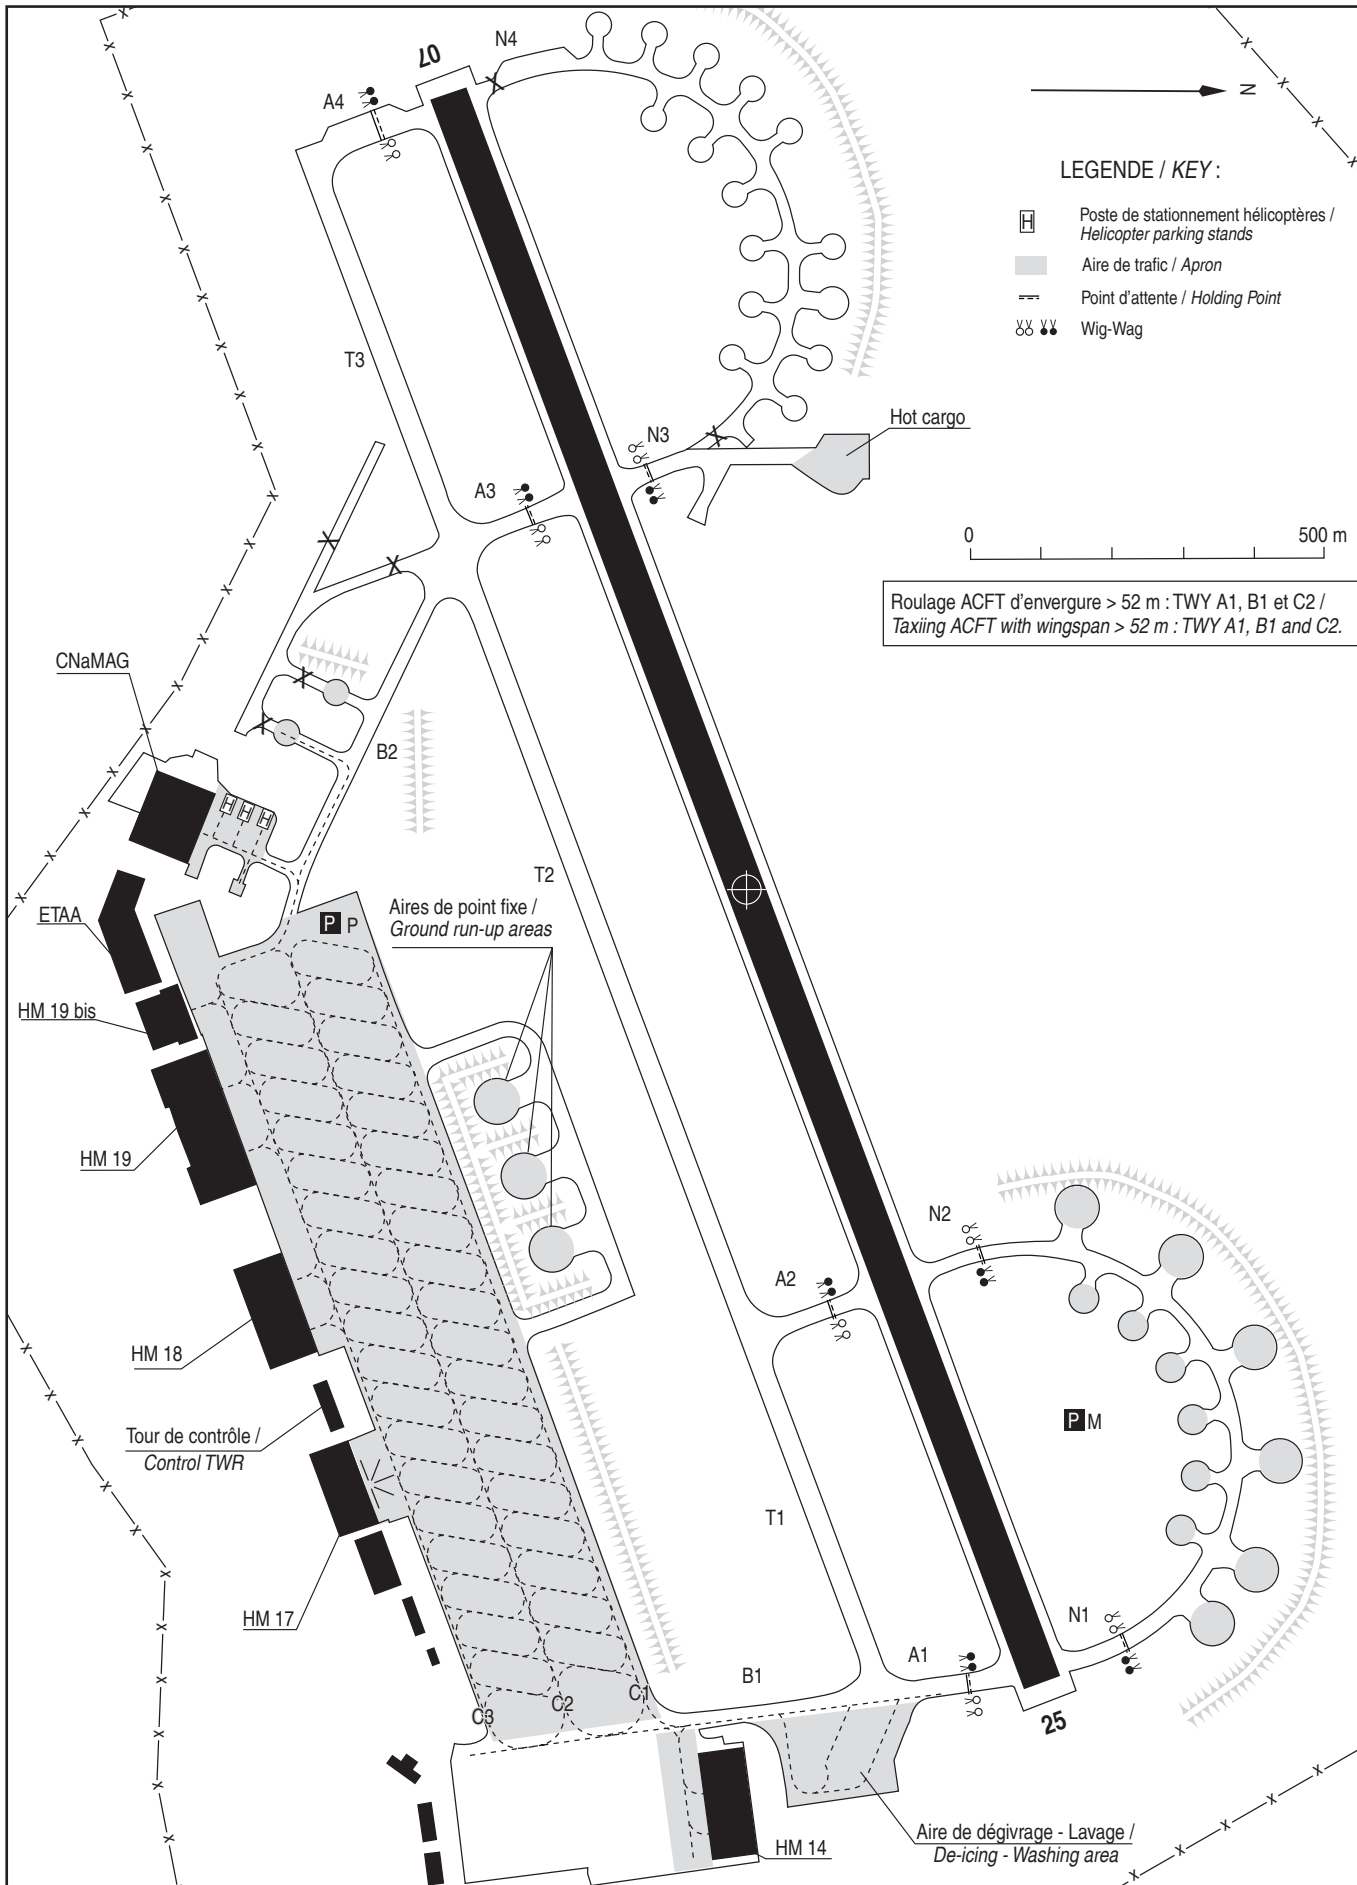 07
N4
A4
N
LEGENDE / KEY :
H
Poste de stationnement hélicoptères /
Helicopter parking stands
Aire de trafic / Apron
Point d'attente / Holding Point
Wig-Wag
T3
Hot cargo
N3
A3
0
500 m
Roulage ACFT d'envergure > 52 m : TWY A1, B1 et C2 /
Taxiing ACFT with wingspan > 52 m : TWY A1, B1 and C2.
CNaMAG
B2
H
H
H
T2
ETAA
P P
Aires de point fixe /
Ground run-up areas
HM 19 bis
HM 19
N2
A2
HM 18
P M
Tour de contrôle /
Control TWR
T1
HM 17
N1
A1
B1
C1
C2
C3
25
Aire de dégivrage - Lavage /
De-icing - Washing area
HM 14